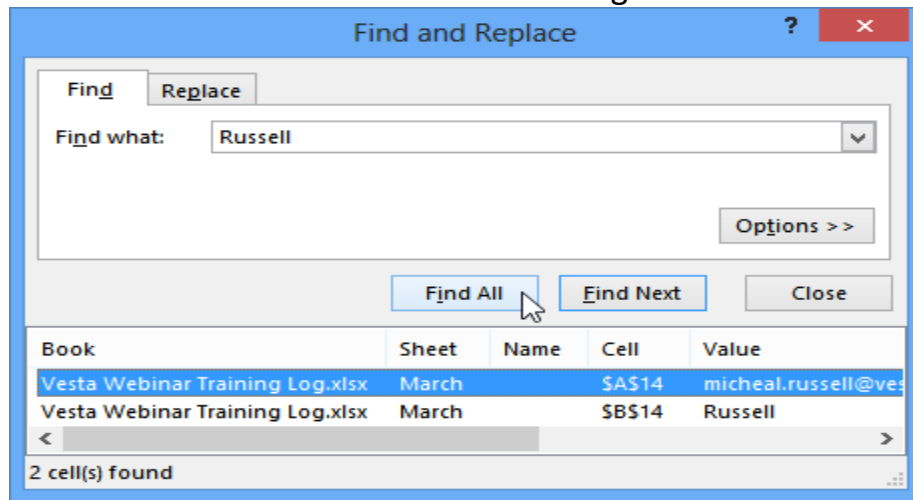 Find and Replace ?
Find Replace
Find what: Russell
Options >>
Find All Find Next Close
Book Sheet Name Cell Value
Vesta Webinar Training Log.xlsx March $A$14 micheal.russell@ves
Vesta Webinar Training Log.xlsx March $B$14 Russell
2 cell(s) found